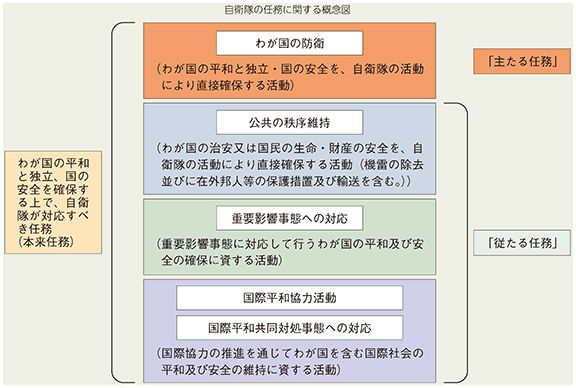 自衛隊の任務に関する概念図
わが国の防衛
（わが国の平和と独立・国の安全を、自衛隊の活動
により直接確保する活動）
「主たる任務」
公共の秩序維持
（わが国の治安又は国民の生命・財産の安全を、自
衛隊の活動により直接確保する活動（機雷の除去
並びに在外邦人等の保護措置及び輸送を含む。））
わが国の平和
と独立、国の
安全を確保す
る上で、自衛
隊が対応すべ
き任務
（本来任務）
重要影響事態への対応
（重要影響事態に対応して行うわが国の平和及び安
全の確保に資する活動）
「従たる任務」
国際平和協力活動
国際平和共同対処事態への対応
（国際協力の推進を通じてわが国を含む国際社会の
平和及び安全の維持に資する活動）